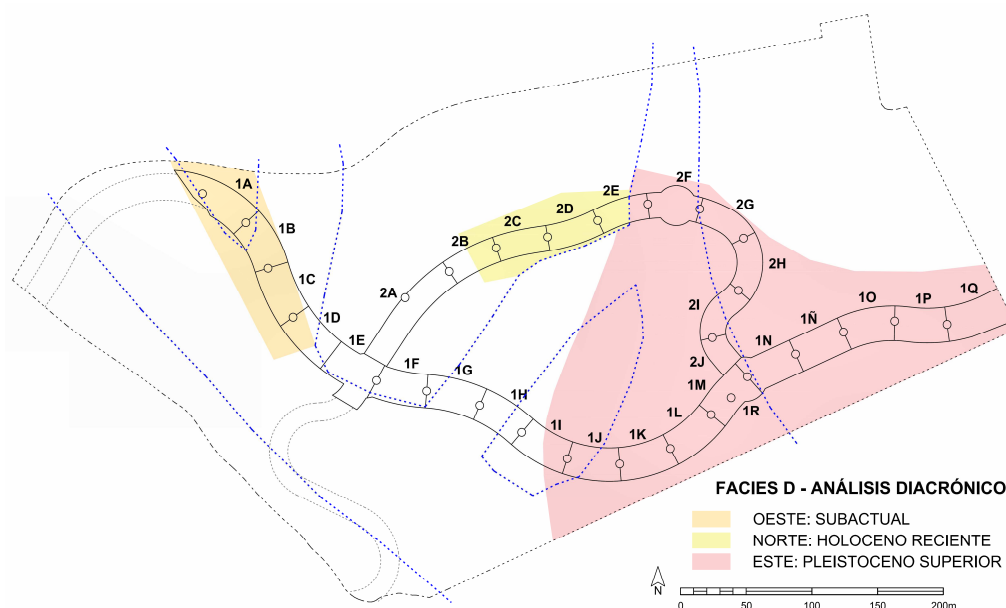 2F
1A
2E
2D
2G
2C
1B
2B
2H
1C
2A
1Q
1O
1P
2I
1Ñ
1D
1E
1N
1F
2J
1G
1M
1H
1L
1R
1I
1J
1K
FACIES D - ANÁLISIS DIACRÓNICO
OESTE: SUBACTUAL
NORTE: HOLOCENO RECIENTE
ESTE: PLEISTOCENO SUPERIOR
N
0 50 100 150 200m